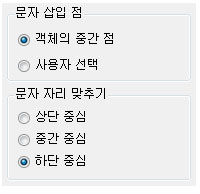 문자 삽입 점
객체의 중간 점
사용자 선택
문자 자리 맞추기
상단 중심
중간 중심
하단 중심